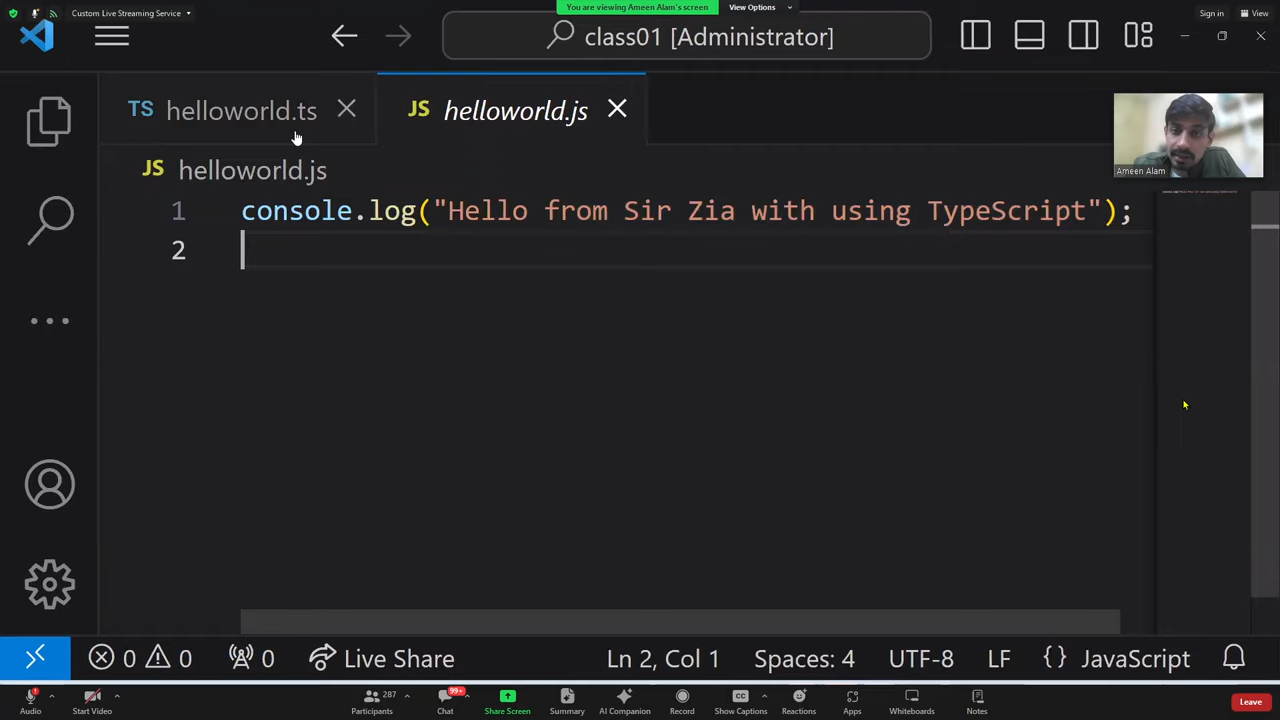 Custom Live Streaming Service
You are viewing Ameen Alam's screen
View Options
Sign in
View
class01 [Administrator]
TS helloworld.ts
JS helloworld.js
JS helloworld.js
Ameen Alam
1 console.log("Hello from Sir Zia with using TypeScript");
2
0 0 0 Live Share Ln 2, Col 1 Spaces: 4 UTF-8 LF {} JavaScript
287
99+
CC
Audio Start Video Participants Chat Share Screen Summary AI Companion Record Show Captions Reactions Apps Whiteboards Notes Leave